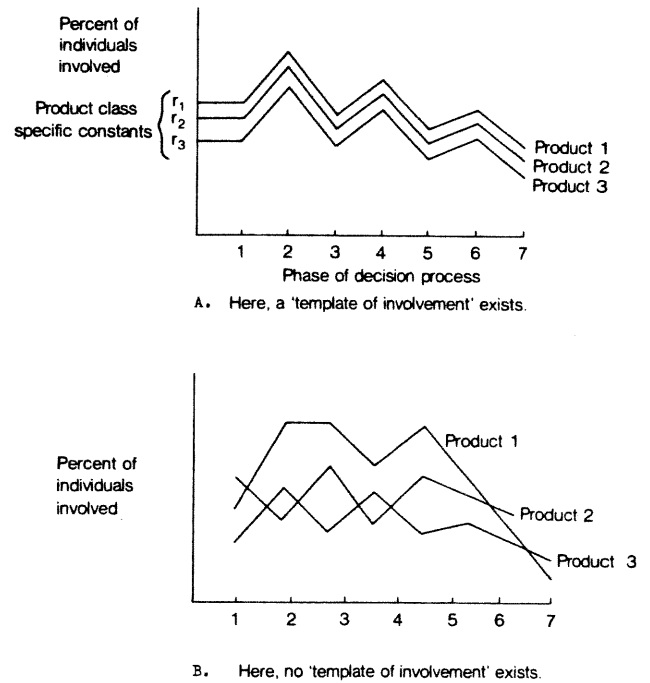 Percent of
individuals
involved
Product class
specific constants
r1
r2
r3
Product 1
Product 2
Product 3
1 2 3 4 5 6 7
Phase of decision process
A. Here, a 'template of involvement' exists.
Percent of
individuals
involved
Product 1
Product 2
Product 3
1 2 3 4 5 6 7
B. Here, no 'template of involvement' exists.